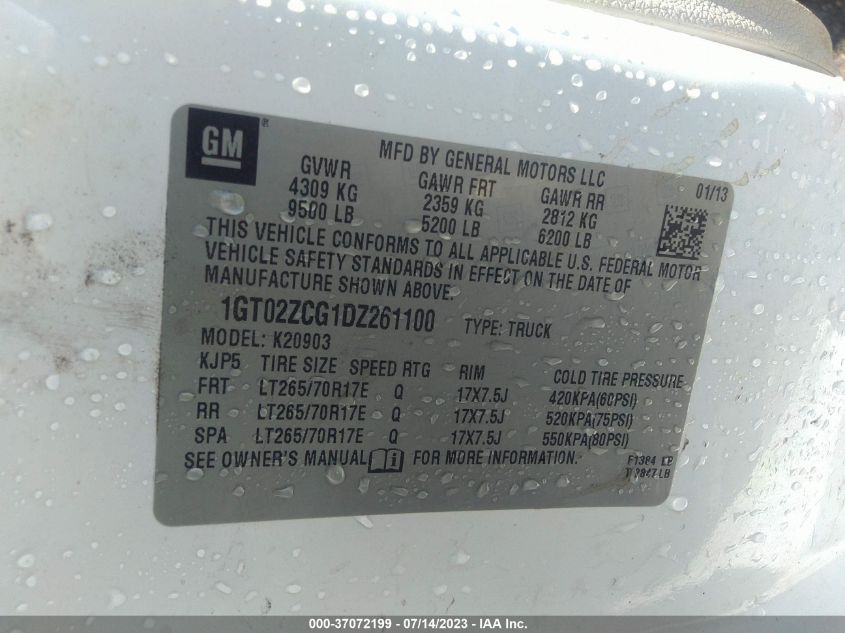 GM
MFD BY GENERAL MOTORS LLC
01/13
GVWR GAWR FRT GAWR RR
4309 KG 2359 KG 2812 KG
9500 LB 5200 LB 6200 LB
THIS VEHICLE CONFORMS TO ALL APPLICABLE U.S. FEDERAL MOTOR
VEHICLE SAFETY STANDARDS IN EFFECT ON THE DATE OF
MANUFACTURE SHOWN ABOVE.
1GT02ZCG1DZ261100 TYPE: TRUCK
MODEL: K20903
KJP5 TIRE SIZE SPEED RTG RIM COLD TIRE PRESSURE
FRT LT265/70R17E Q 17X7.5J 420KPA(60PSI)
RR LT265/70R17E Q 17X7.5J 520KPA(75PSI)
SPA LT265/70R17E Q 17X7.5J 550KPA(80PSI)
SEE OWNER'S MANUAL FOR MORE INFORMATION.
F1384 LB
000-37072199 / 07/14/2023 - IAA Inc.